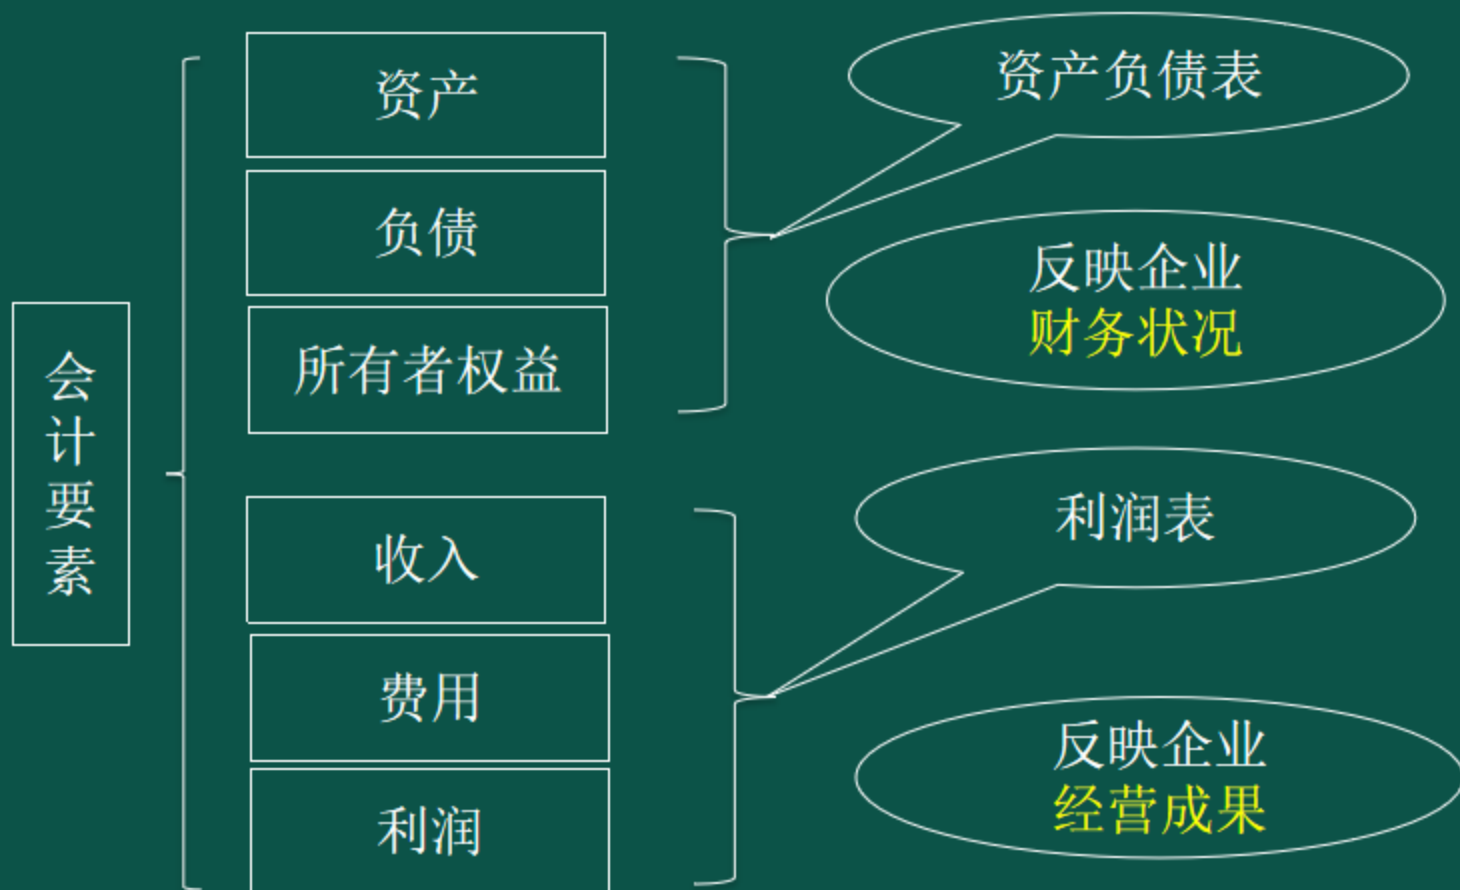 会计要素
资产
负债
所有者权益
收入
费用
利润
资产负债表
反映企业
财务状况
利润表
反映企业
经营成果